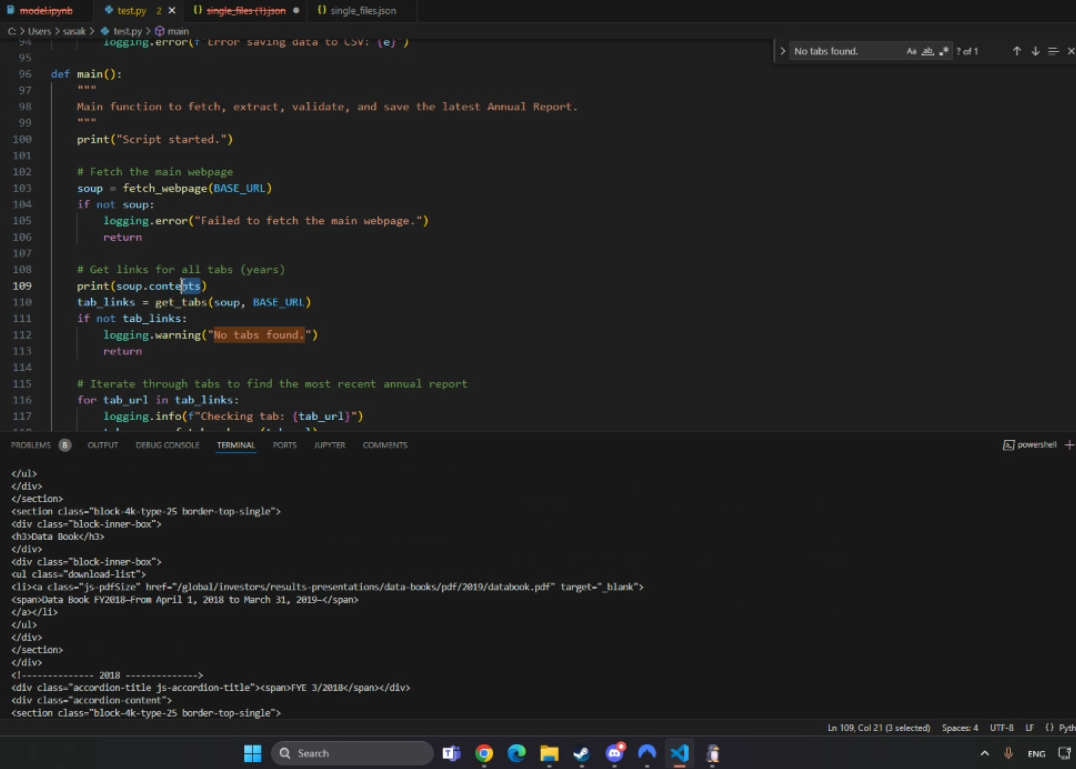 model.ipynb test.py 2 × {} single_files (1).json ● {} single_files.json
C: > Users > sasak > test.py > main
No tabs found. Aa ab ? of 1
94 logging.error(f"Error saving data to CSV: {e}")
95
96 def main():
97 """
98 Main function to fetch, extract, validate, and save the latest Annual Report.
99 """
100 print("Script started.")
101
102 # Fetch the main webpage
103 soup = fetch_webpage(BASE_URL)
104 if not soup:
105 logging.error("Failed to fetch the main webpage.")
106 return
107
108 # Get links for all tabs (years)
109 print(soup.contents)
110 tab_links = get_tabs(soup, BASE_URL)
111 if not tab_links:
112 logging.warning("No tabs found.")
113 return
114
115 # Iterate through tabs to find the most recent annual report
116 for tab_url in tab_links:
117 logging.info(f"Checking tab: {tab_url}")
PROBLEMS 8 OUTPUT DEBUG CONSOLE TERMINAL PORTS JUPYTER COMMENTS powershell +
</ul>
</div>
</section>
<section class="block-4k-type-25 border-top-single">
<div class="block-inner-box">
<h3>Data Book</h3>
</div>
<div class="block-inner-box">
<ul class="download-list">
<li><a class="js-pdfSize" href="/global/investors/results-presentations/data-books/pdf/2019/databook.pdf" target="_blank">
<span>Data Book FY2018—From April 1, 2018 to March 31, 2019—</span>
</a></li>
</ul>
</div>
</section>
</div>
<!-------------- 2018 -------------->
<div class="accordion-title js-accordion-title"><span>FYE 3/2018</span></div>
<div class="accordion-content">
<section class="block-4k-type-25 border-top-single">
Ln 109, Col 21 (3 selected) Spaces: 4 UTF-8 LF {} Pyth
Search ENG